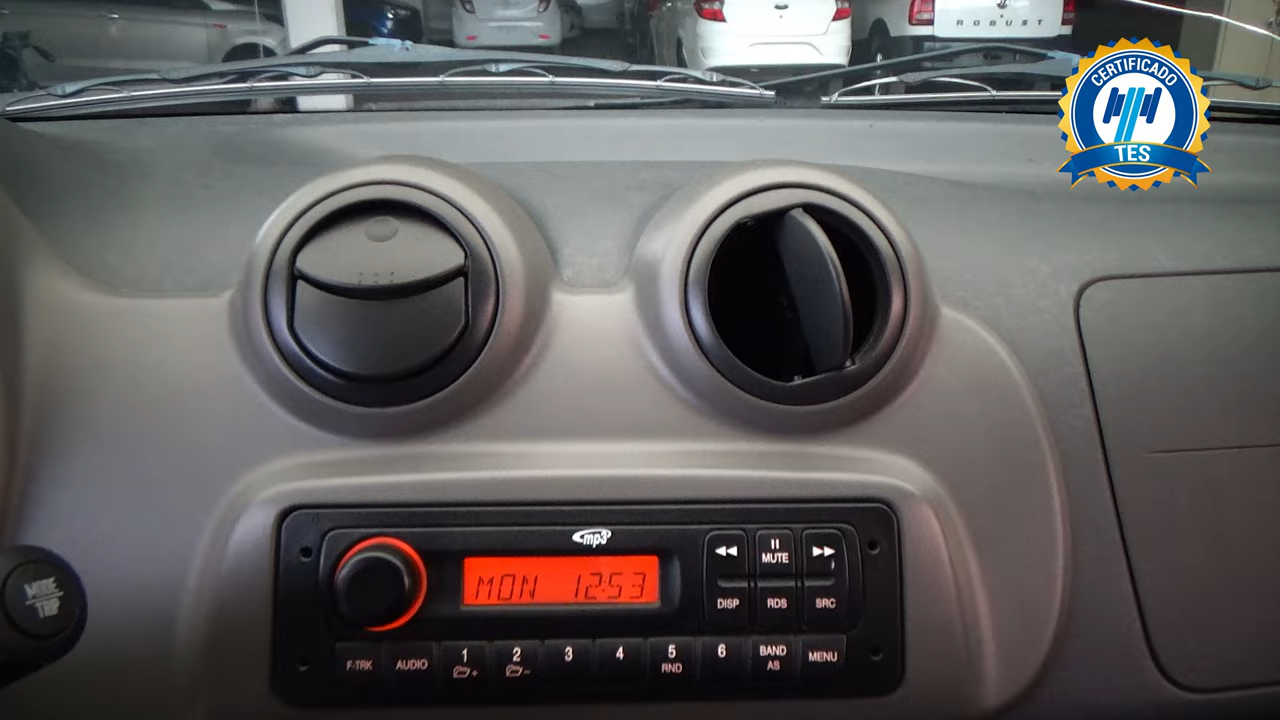 ROBUST
CERTIFICADO
TES
mp3
MON 12:53
MUTE
DISP RDS SRC
MODE
TRIP
F-TRK AUDIO 1 2 3 4 5 6 BAND MENU
+ - RND AS